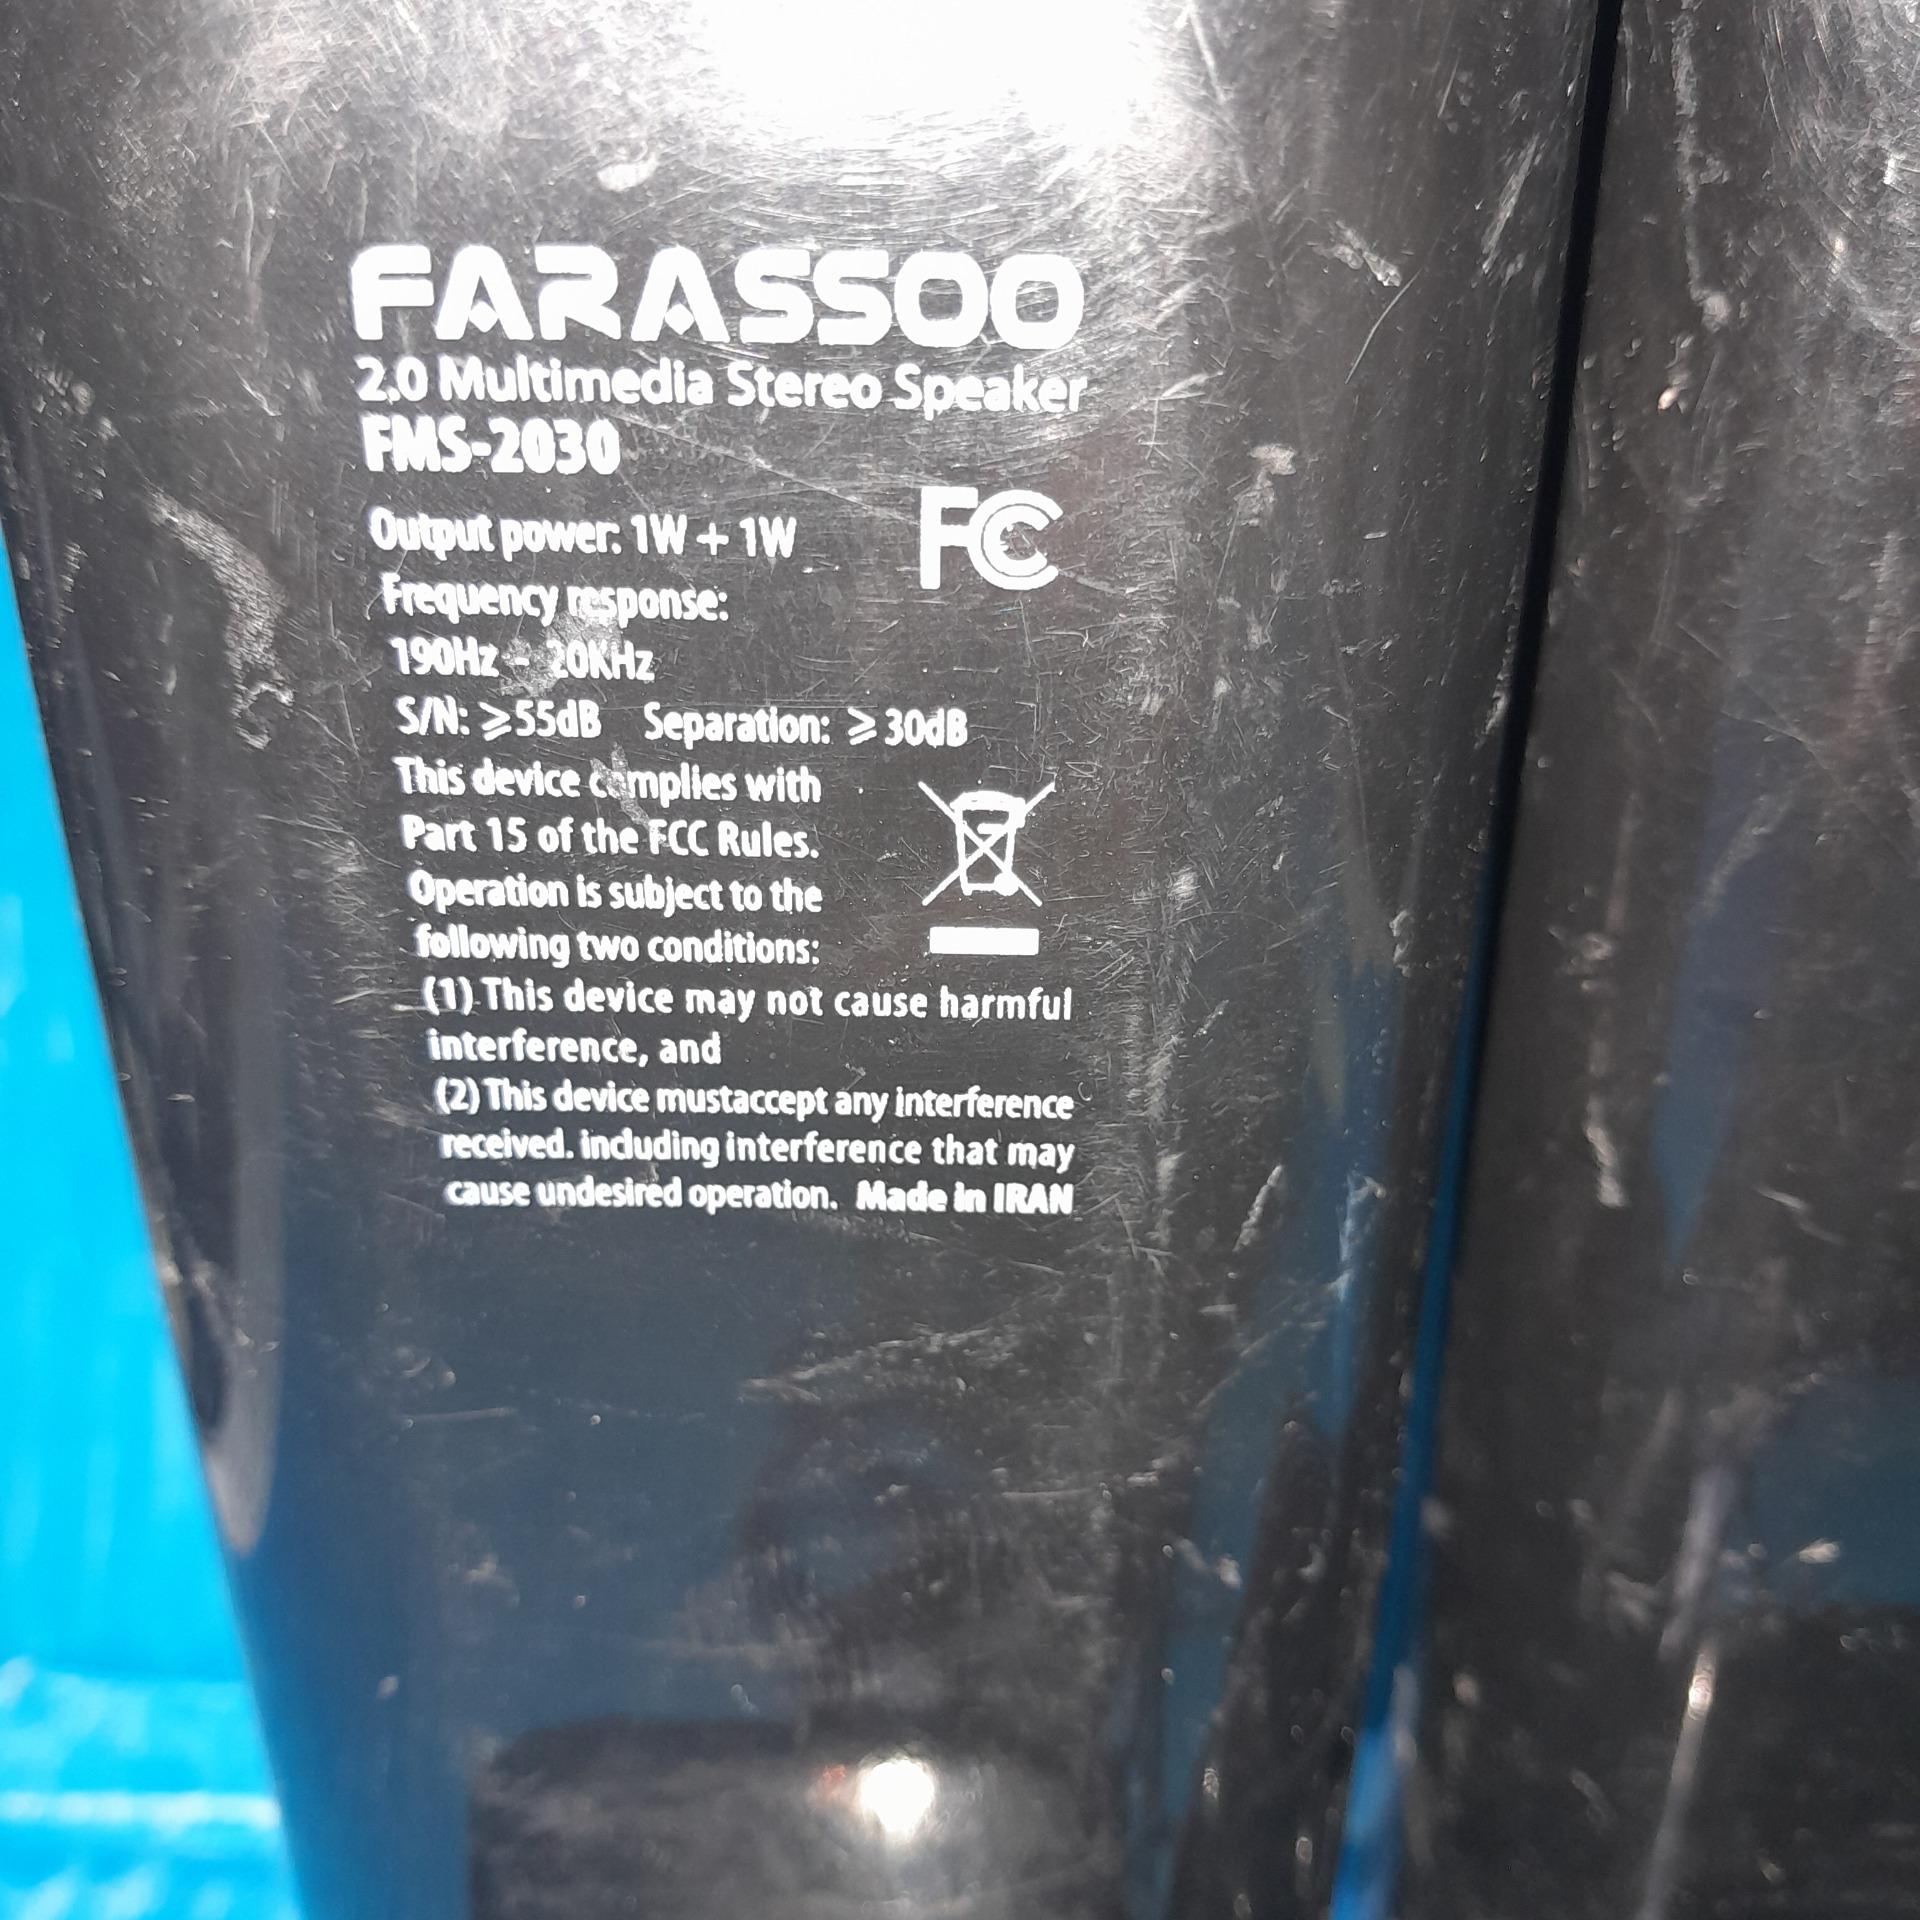 FARASSOO
2.0 Multimedia Stereo Speaker
FMS-2030
FC
Output power: 1W + 1W
Frequency response:
190Hz - 20KHz
S/N: ⩾55dB Separation: ⩾30dB
This device complies with
Part 15 of the FCC Rules.
Operation is subject to the
following two conditions:
(1) This device may not cause harmful
interference, and
(2) This device mustaccept any interference
received. including interference that may
cause undesired operation. Made in IRAN